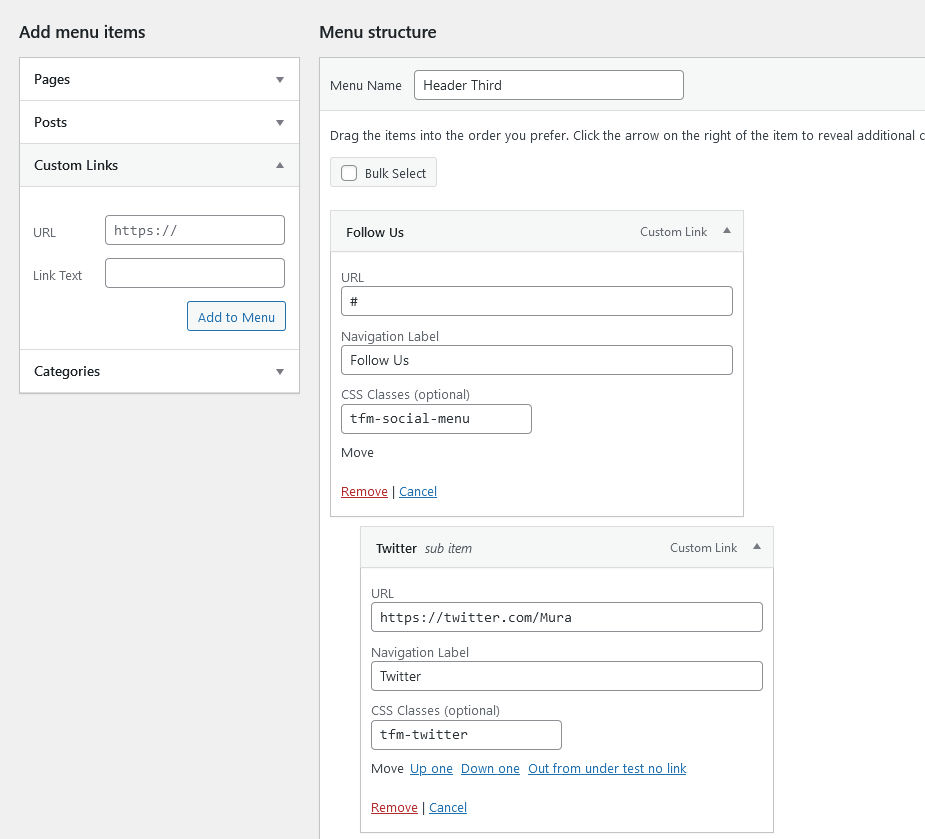 Add menu items
Pages
Posts
Custom Links
URL
https://
Link Text
Add to Menu
Categories
Menu structure
Menu Name
Header Third
Drag the items into the order you prefer. Click the arrow on the right of the item to reveal additional c
Bulk Select
Follow Us
Custom Link
URL
#
Navigation Label
Follow Us
CSS Classes (optional)
tfm-social-menu
Move
Remove | Cancel
Twitter sub item
Custom Link
URL
https://twitter.com/Mura
Navigation Label
Twitter
CSS Classes (optional)
tfm-twitter
Move Up one Down one Out from under test no link
Remove | Cancel